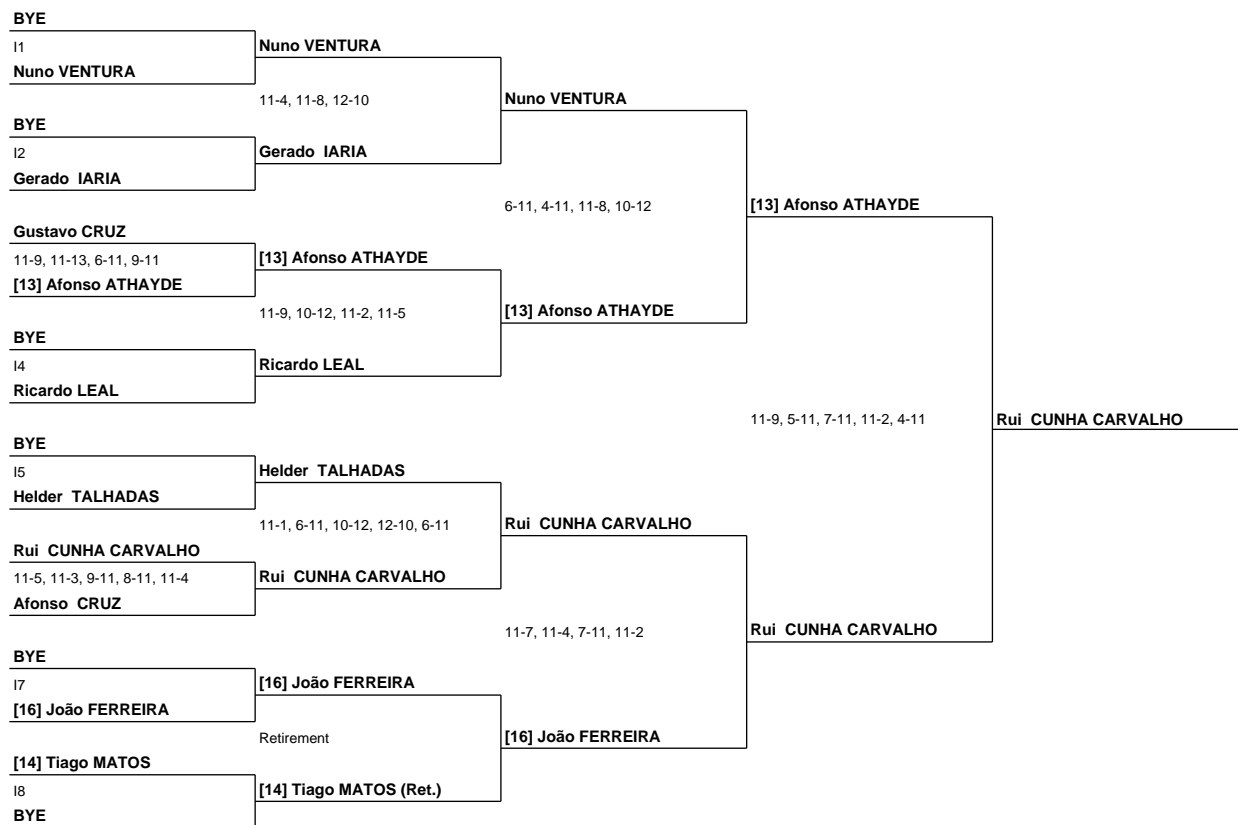 BYE
I1
Nuno VENTURA
Nuno VENTURA
11-4, 11-8, 12-10
Nuno VENTURA
BYE
I2
Gerado IARIA
Gerado IARIA
6-11, 4-11, 11-8, 10-12
[13] Afonso ATHAYDE
Gustavo CRUZ
11-9, 11-13, 6-11, 9-11
[13] Afonso ATHAYDE
[13] Afonso ATHAYDE
11-9, 10-12, 11-2, 11-5
[13] Afonso ATHAYDE
BYE
I4
Ricardo LEAL
Ricardo LEAL
11-9, 5-11, 7-11, 11-2, 4-11
Rui CUNHA CARVALHO
BYE
I5
Helder TALHADAS
Helder TALHADAS
11-1, 6-11, 10-12, 12-10, 6-11
Rui CUNHA CARVALHO
Rui CUNHA CARVALHO
11-5, 11-3, 9-11, 8-11, 11-4
Afonso CRUZ
Rui CUNHA CARVALHO
11-7, 11-4, 7-11, 11-2
Rui CUNHA CARVALHO
BYE
I7
[16] João FERREIRA
[16] João FERREIRA
Retirement
[16] João FERREIRA
[14] Tiago MATOS
I8
BYE
[14] Tiago MATOS (Ret.)